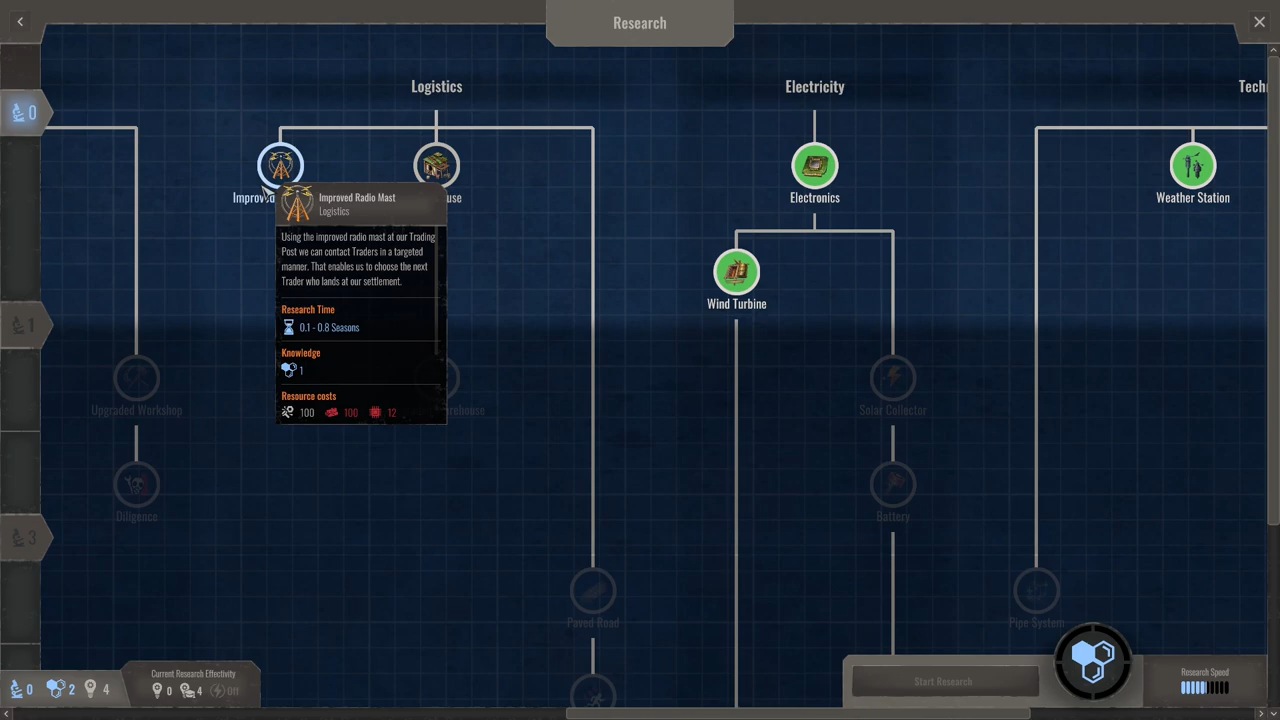 Research
Logistics
Electricity
Techn
0
Improv
use
Electronics
Weather Station
Improved Radio Mast
Logistics
Using the improved radio mast at our Trading
Post we can contact Traders in a targeted
manner. That enables us to choose the next
Trader who lands at our settlement.
Research Time
0.1 - 0.8 Seasons
Knowledge
1
Resource costs
100 100 12
Wind Turbine
1
Upgraded Workshop
rehouse
Solar Collector
Diligence
Battery
3
Paved Road
Pipe System
0 2 4
Current Research Effectivity
0 4 Off
Start Research
Research Speed